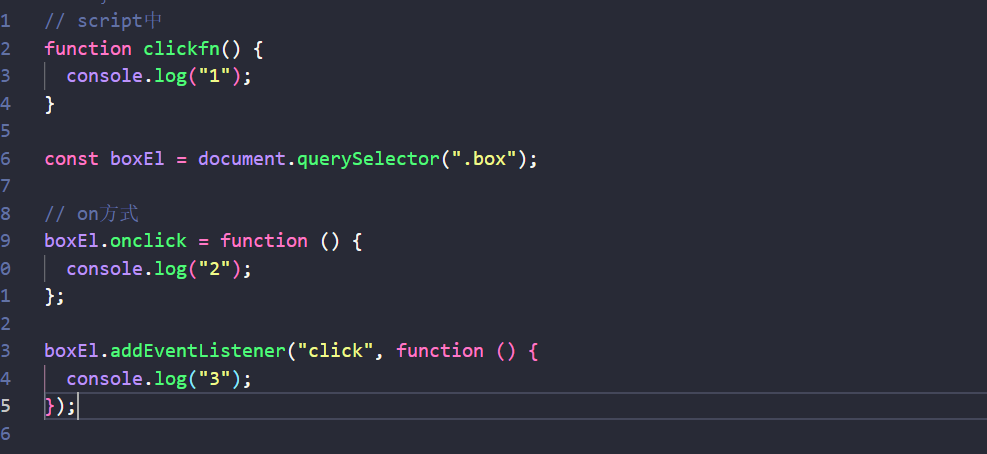 1 // script中
2 function clickfn() {
3 console.log("1");
4 }
5
6 const boxEl = document.querySelector(".box");
7
8 // on方式
9 boxEl.onclick = function () {
0 console.log("2");
1 };
2
3 boxEl.addEventListener("click", function () {
4 console.log("3");
5 });
6